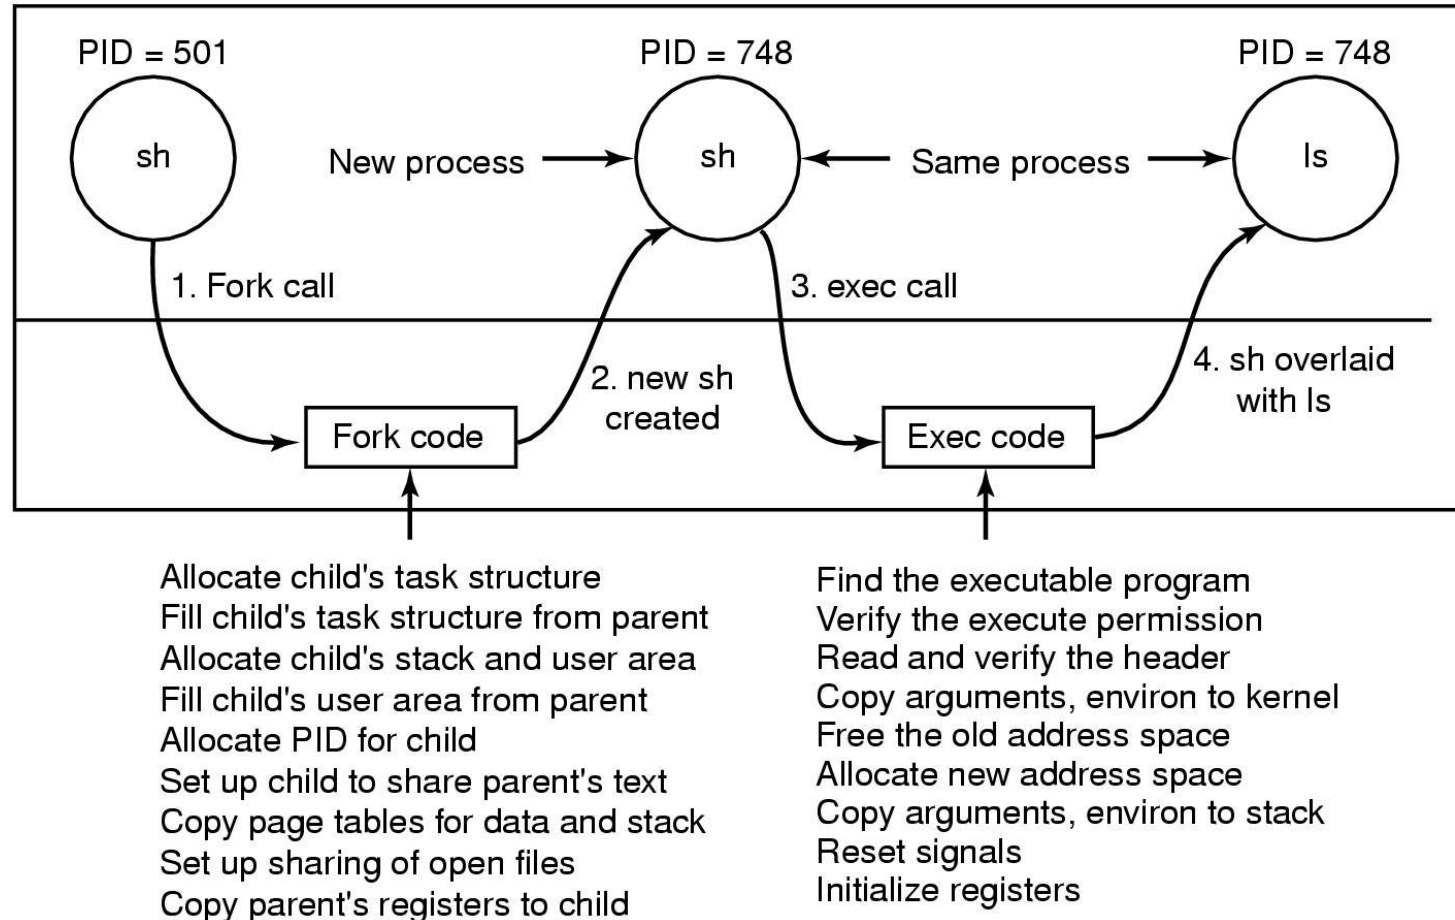 PID = 501
PID = 748
PID = 748
sh
New process
sh
Same process
ls
1. Fork call
3. exec call
2. new sh
created
4. sh overlaid
with ls
Fork code
Exec code
Allocate child's task structure
Fill child's task structure from parent
Allocate child's stack and user area
Fill child's user area from parent
Allocate PID for child
Set up child to share parent's text
Copy page tables for data and stack
Set up sharing of open files
Copy parent's registers to child
Find the executable program
Verify the execute permission
Read and verify the header
Copy arguments, environ to kernel
Free the old address space
Allocate new address space
Copy arguments, environ to stack
Reset signals
Initialize registers